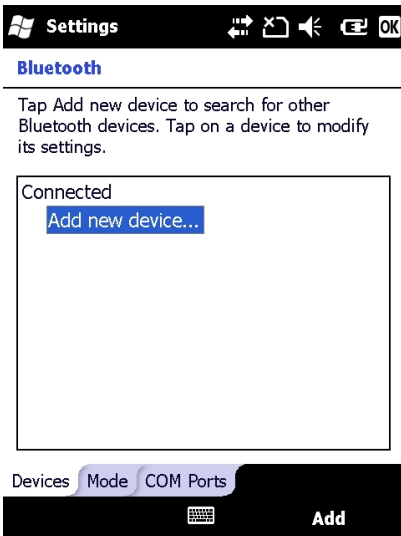 Settings
OK
Bluetooth
Tap Add new device to search for other
Bluetooth devices. Tap on a device to modify
its settings.
Connected
Add new device...
Devices Mode COM Ports
Add